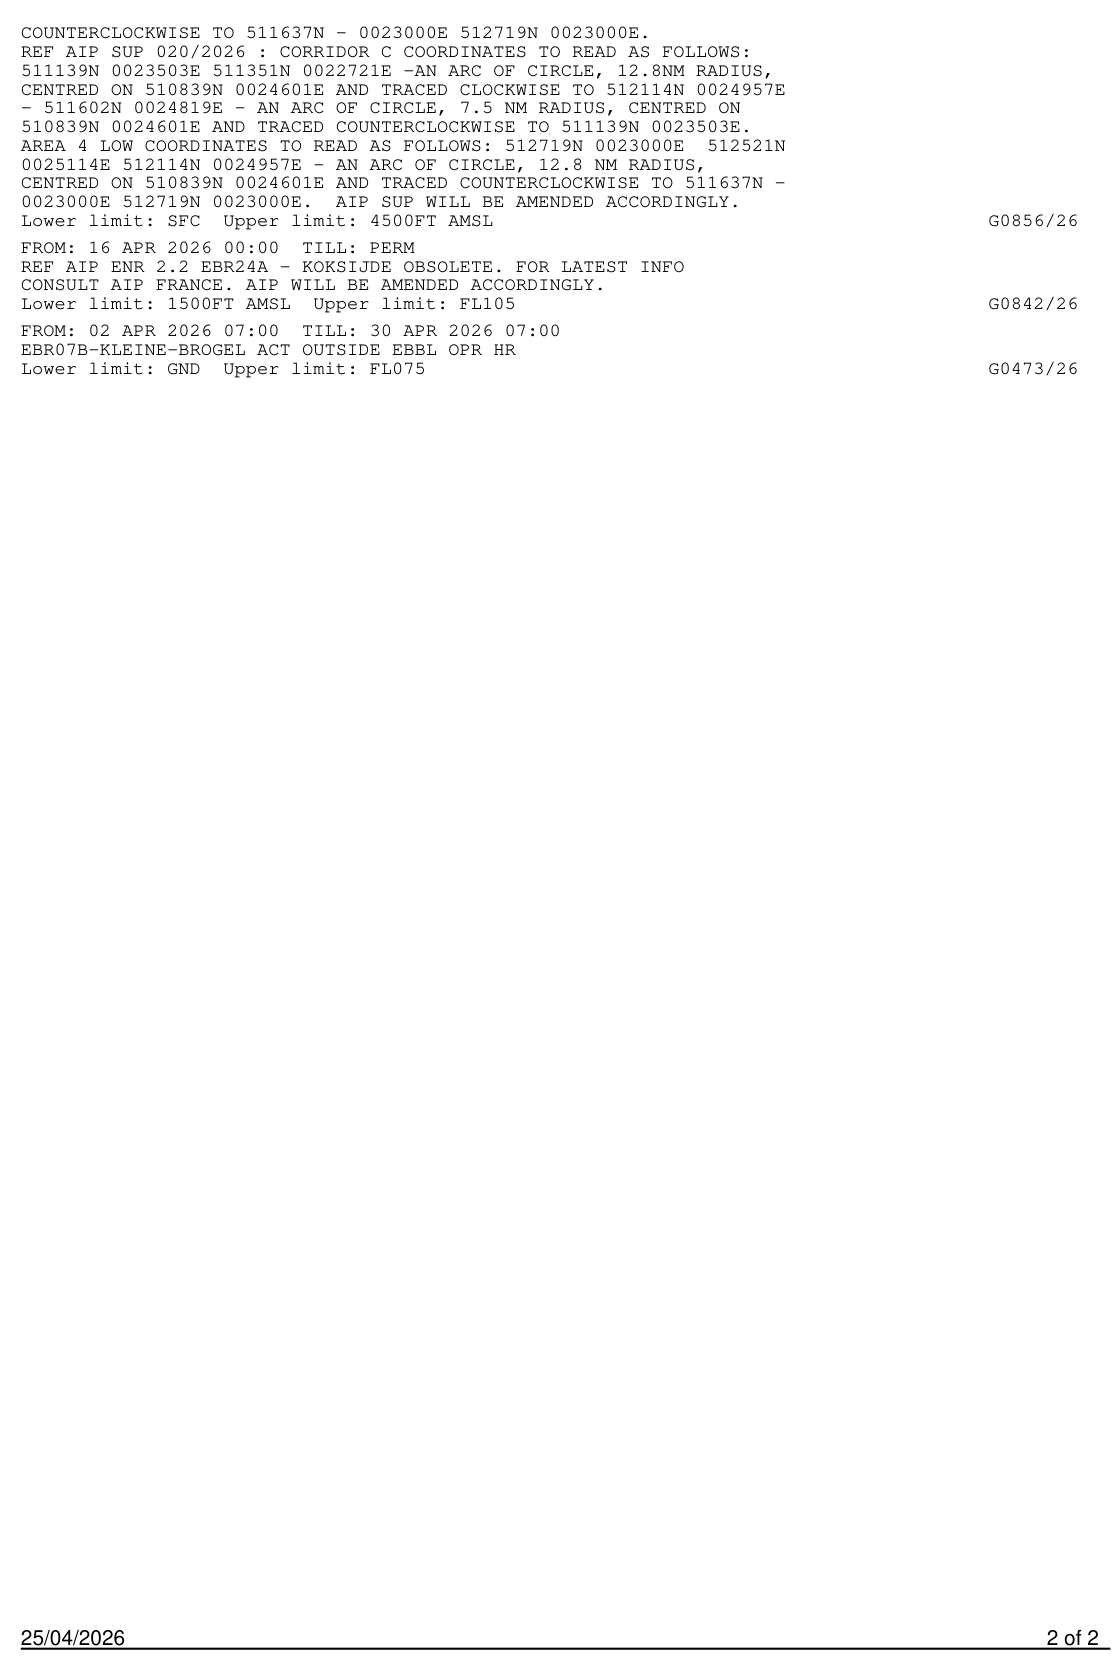 COUNTERCLOCKWISE TO 511637N - 0023000E 512719N 0023000E.
REF AIP SUP 020/2026 : CORRIDOR C COORDINATES TO READ AS FOLLOWS:
511139N 0023503E 511351N 0022721E -AN ARC OF CIRCLE, 12.8NM RADIUS,
CENTRED ON 510839N 0024601E AND TRACED CLOCKWISE TO 512114N 0024957E
- 511602N 0024819E - AN ARC OF CIRCLE, 7.5 NM RADIUS, CENTRED ON
510839N 0024601E AND TRACED COUNTERCLOCKWISE TO 511139N 0023503E.
AREA 4 LOW COORDINATES TO READ AS FOLLOWS: 512719N 0023000E  512521N
0025114E 512114N 0024957E - AN ARC OF CIRCLE, 12.8 NM RADIUS,
CENTRED ON 510839N 0024601E AND TRACED COUNTERCLOCKWISE TO 511637N -
0023000E 512719N 0023000E.  AIP SUP WILL BE AMENDED ACCORDINGLY.
Lower limit: SFC  Upper limit: 4500FT AMSL G0856/26
FROM: 16 APR 2026 00:00  TILL: PERM
REF AIP ENR 2.2 EBR24A - KOKSIJDE OBSOLETE. FOR LATEST INFO
CONSULT AIP FRANCE. AIP WILL BE AMENDED ACCORDINGLY.
Lower limit: 1500FT AMSL  Upper limit: FL105 G0842/26
FROM: 02 APR 2026 07:00  TILL: 30 APR 2026 07:00
EBR07B-KLEINE-BROGEL ACT OUTSIDE EBBL OPR HR
Lower limit: GND  Upper limit: FL075 G0473/26
25/04/2026 2 of 2